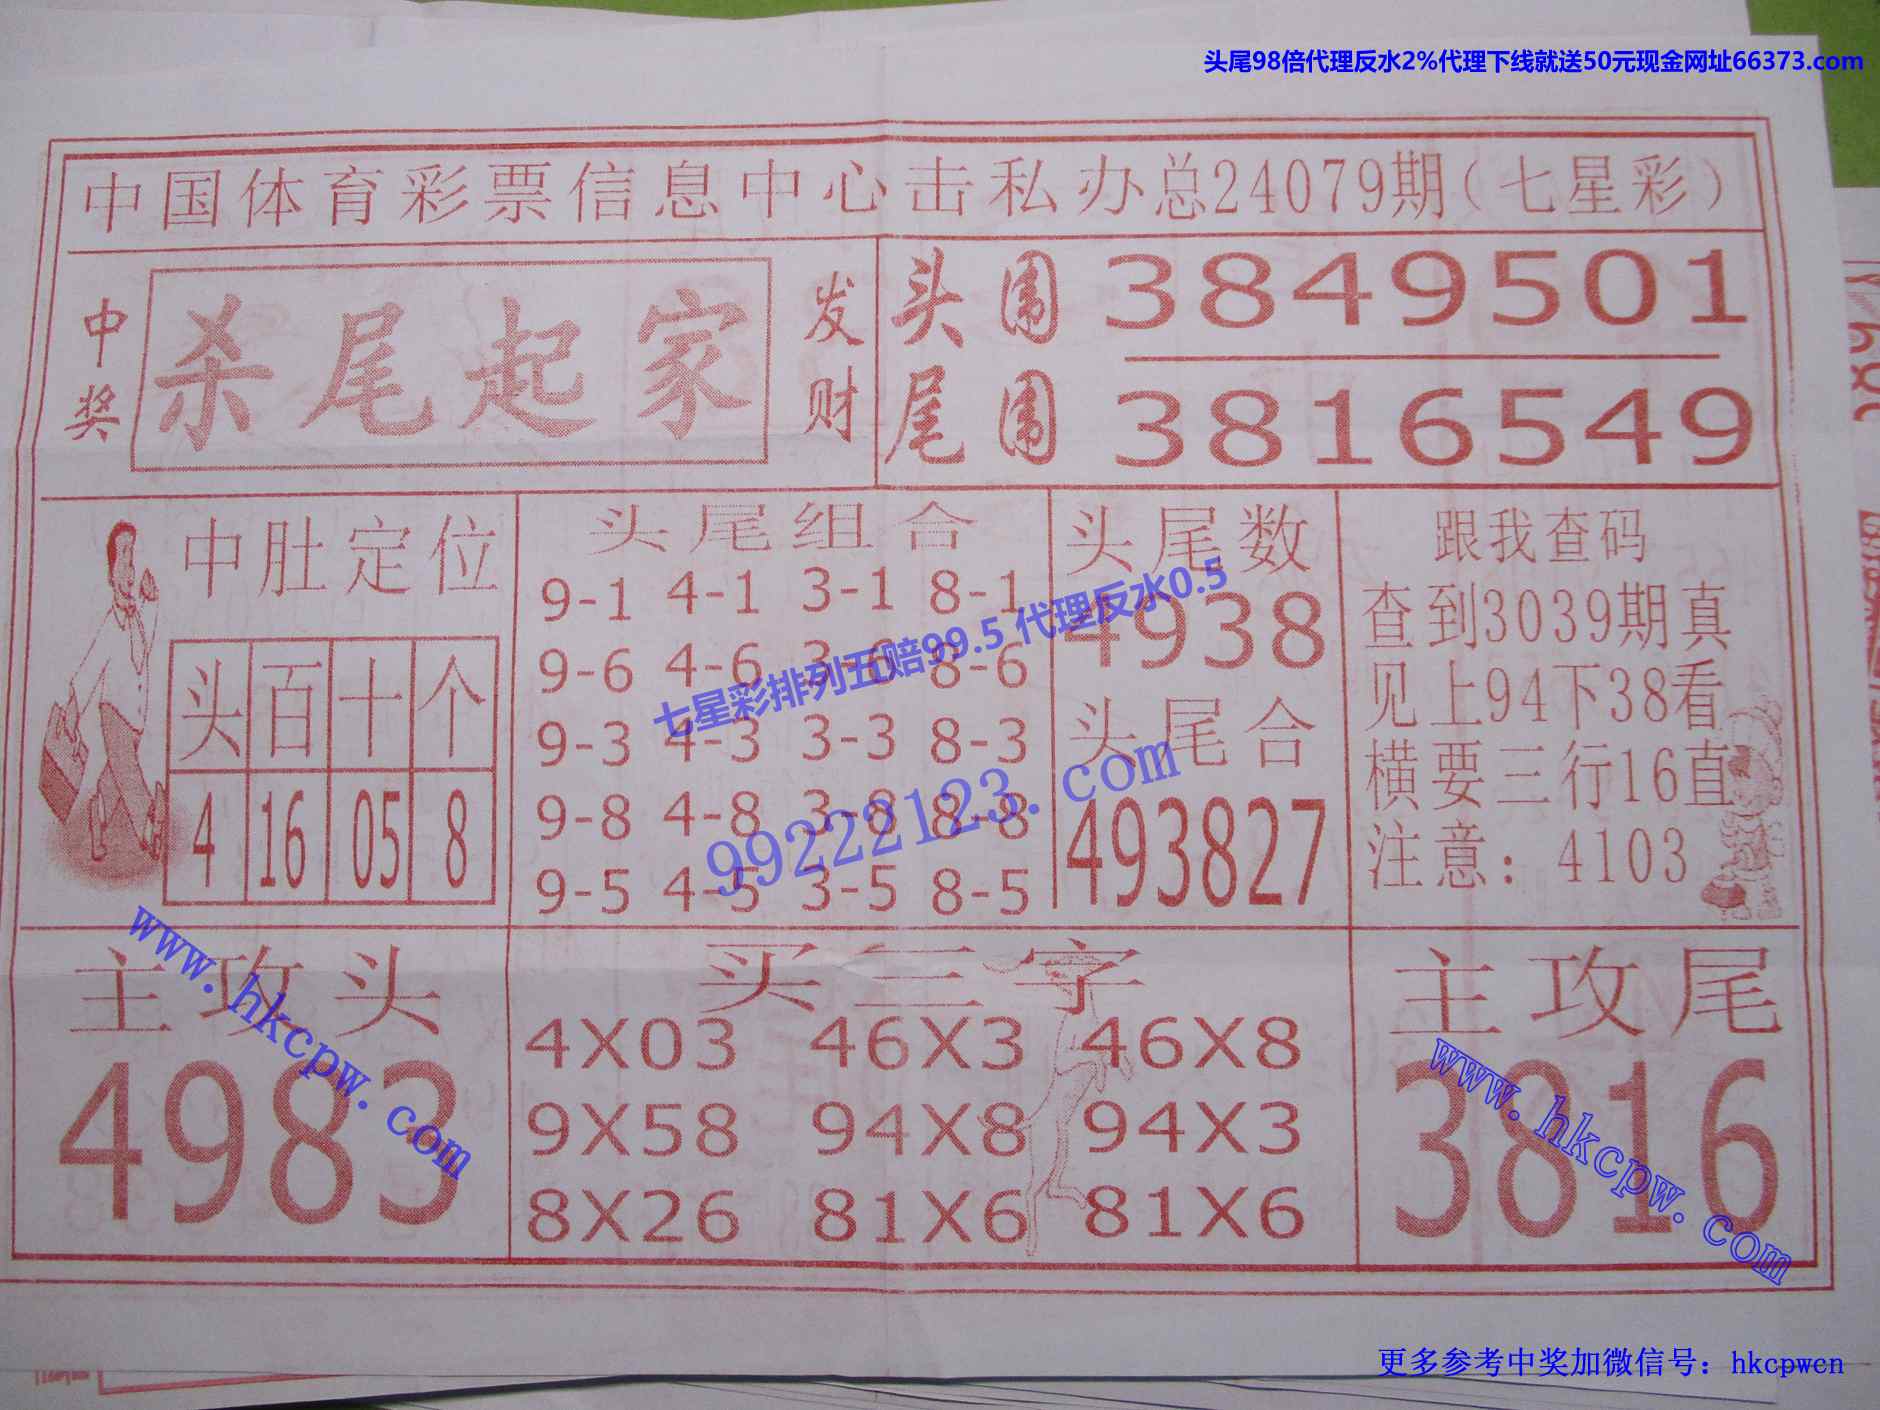 头尾98倍代理反水2%代理下线就送50元现金网址66373.com
中国体育彩票信息中心击私办总24079期(七星彩)
中奖
杀尾起家
发财
头围 3849501
尾围 3816549
中肚定位
头 百 十 个
4 16 05 8
头尾组合
9-1 4-1 3-1 8-1
9-6 4-6 3-6 8-6
9-3 4-3 3-3 8-3
9-8 4-8 3-8 8-8
9-5 4-5 3-5 8-5
头尾数
4938
头尾合
493827
跟我查码
查到3039期真
见上94下38看
横要三行16直
注意：4103
七星彩排列五赔99.5 代理反水0.5
99222123.com
主攻头
4983
买三字
4X03 46X3 46X8
9X58 94X8 94X3
8X26 81X6 81X6
主攻尾
3816
www.hkcpw.com
www.hkcpw.com
更多参考中奖加微信号：hkcpwcn